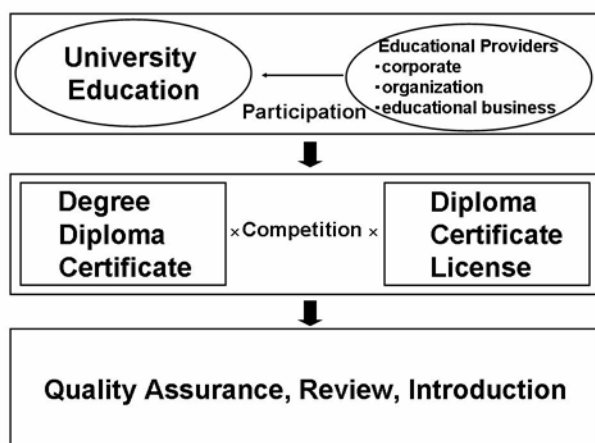 University
Education
Educational Providers
・corporate
・organization
・educational business
Participation
Degree
Diploma
Certificate
×Competition ×
Diploma
Certificate
License
Quality Assurance, Review, Introduction